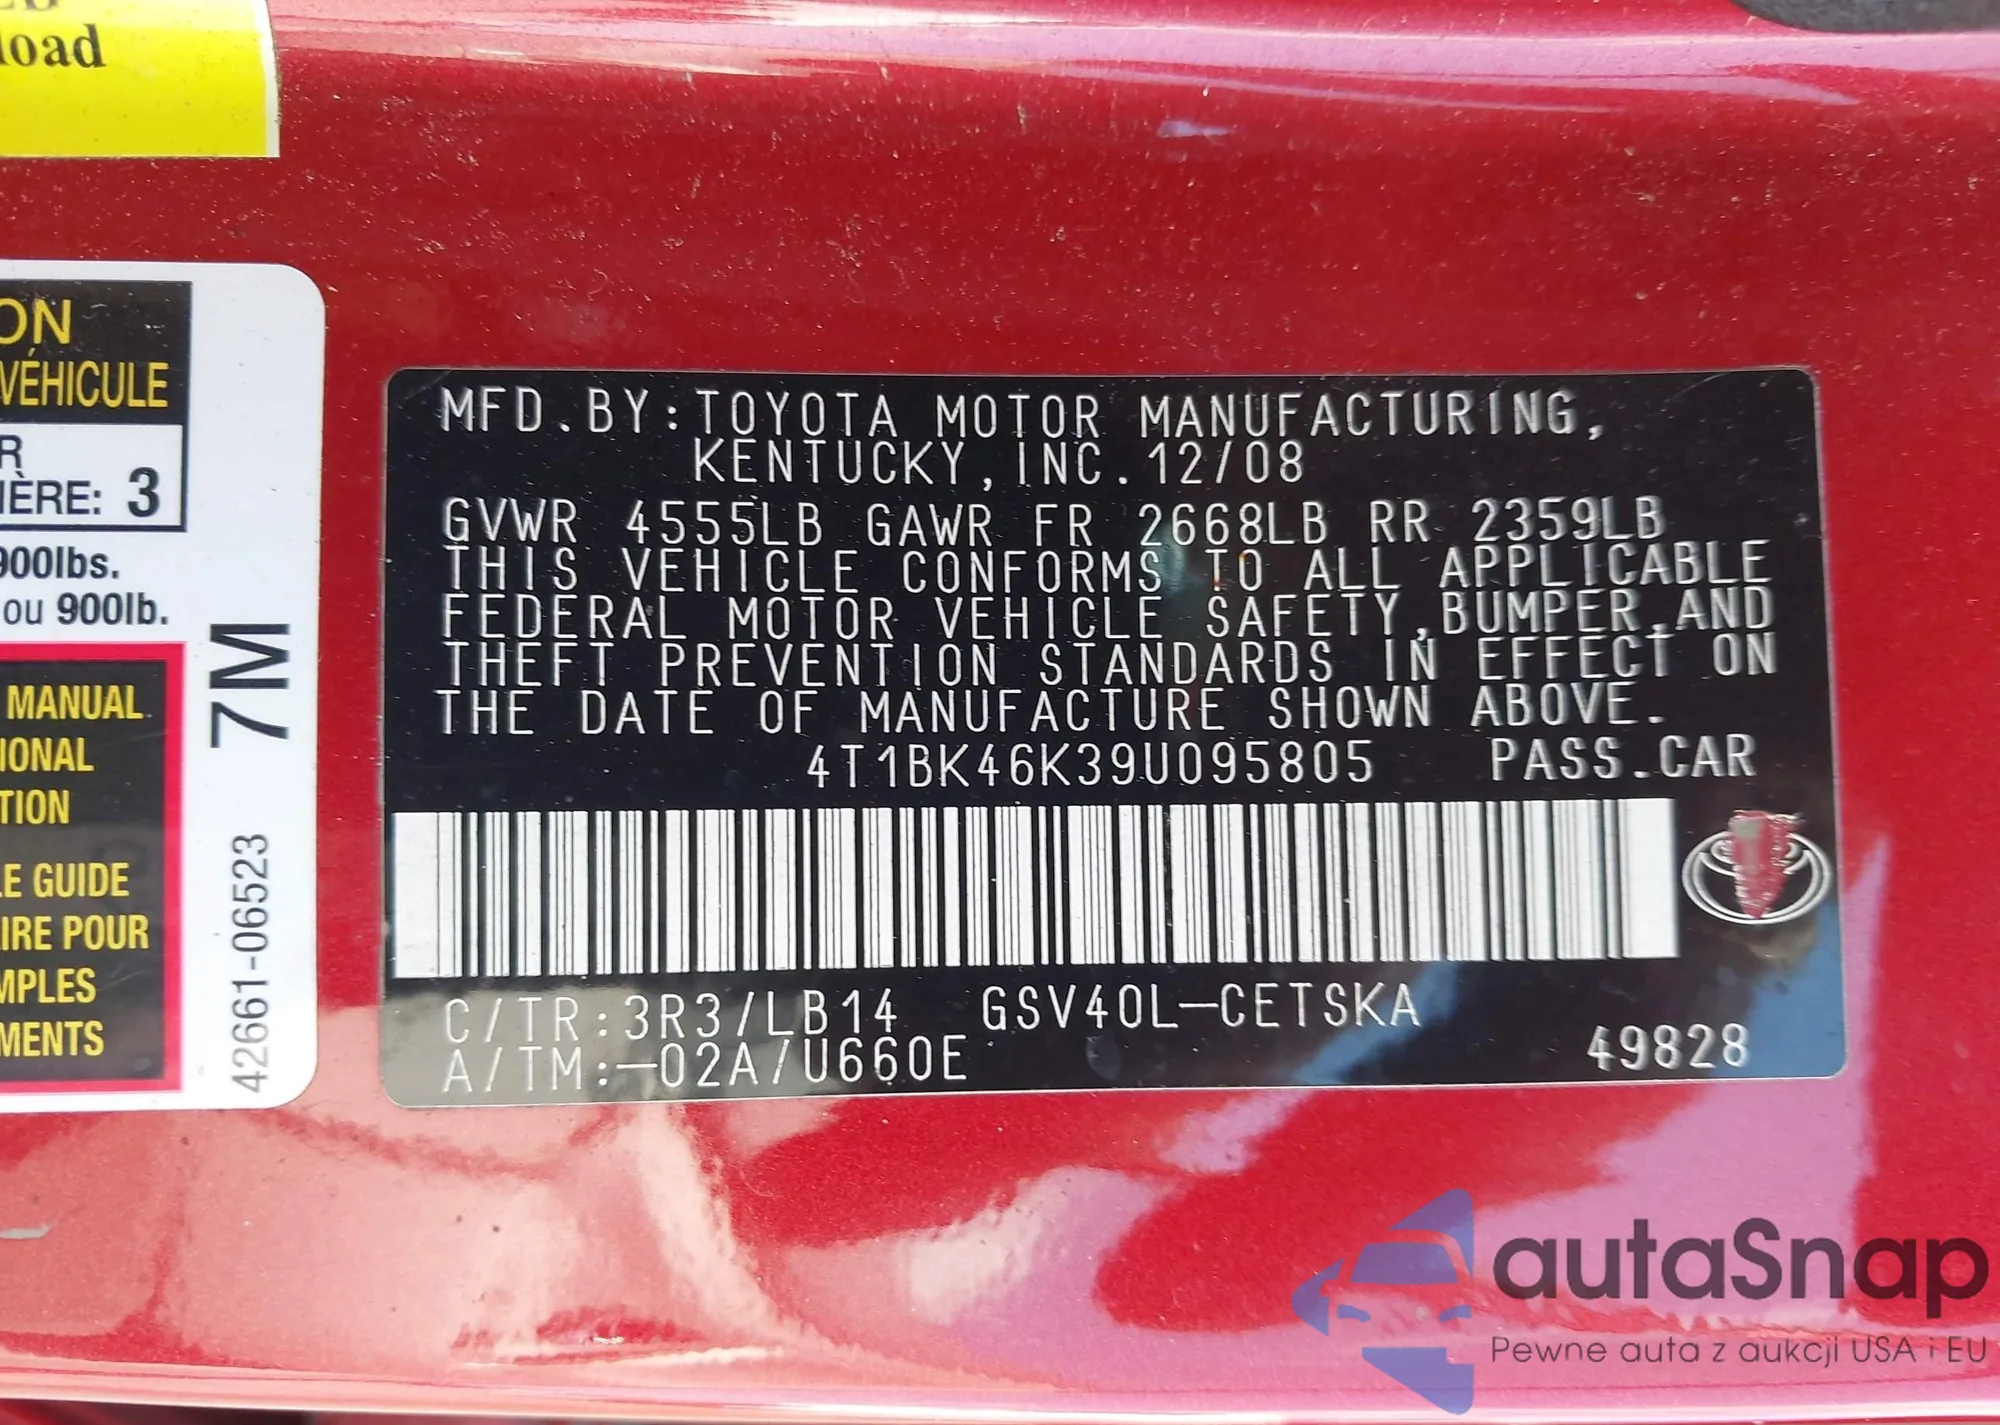 load
ON
VÉHICULE
R
IÈRE: 3
900lbs.
ou 900lb.
MANUAL
IONAL
TION
LE GUIDE
IRE POUR
MPLES
MENTS
7M
42661-06523
MFD.BY:TOYOTA MOTOR MANUFACTURING,
KENTUCKY,INC.12/08
GVWR 4555LB GAWR FR 2668LB RR 2359LB
THIS VEHICLE CONFORMS TO ALL APPLICABLE
FEDERAL MOTOR VEHICLE SAFETY,BUMPER,AND
THEFT PREVENTION STANDARDS IN EFFECT ON
THE DATE OF MANUFACTURE SHOWN ABOVE.
4T1BK46K39U095805 PASS.CAR
C/TR:3R3/LB14 GSV40L-CETSKA
A/TM:-02A/U660E 49828
autaSnap
Pewne auta z aukcji USA i EU